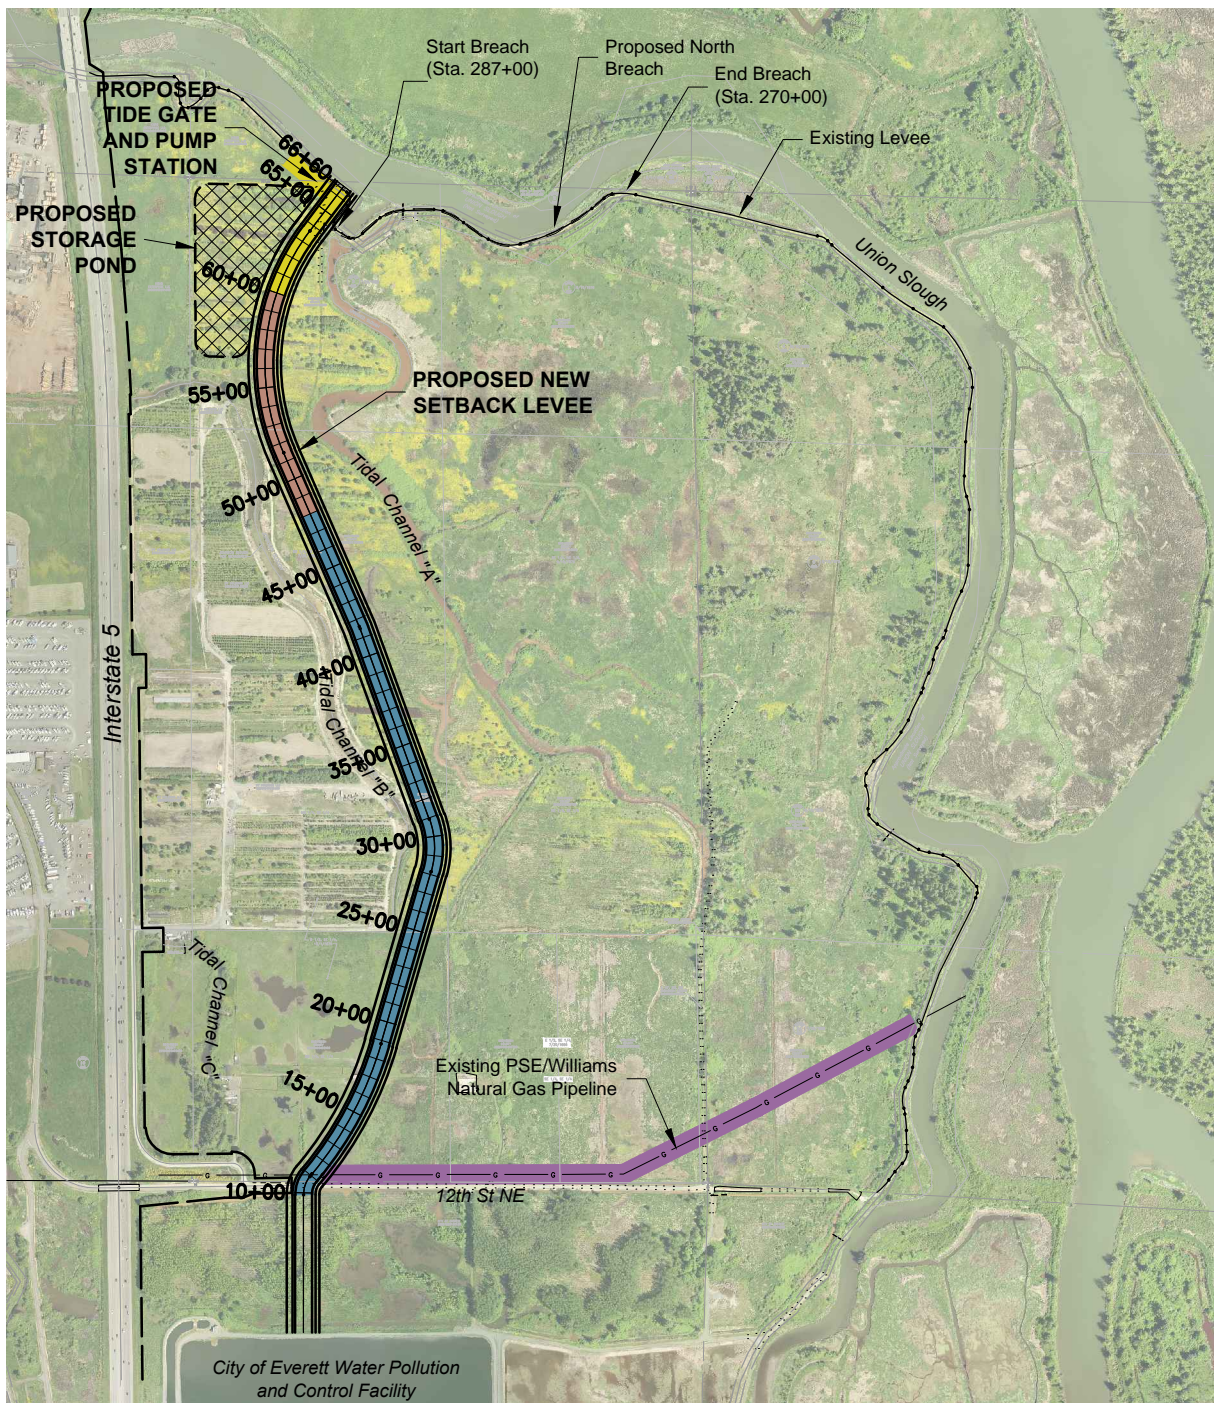 Start Breach
(Sta. 287+00)
Proposed North
Breach
End Breach
(Sta. 270+00)
Existing Levee
PROPOSED
TIDE GATE
AND PUMP
STATION
66+60
65+00
PROPOSED
STORAGE
POND
60+00
Union Slough
55+00
PROPOSED NEW
SETBACK LEVEE
50+00
Tidal Channel "A"
45+00
Interstate 5
40+00
Tidal Channel "B"
35+00
30+00
25+00
Tidal Channel "C"
20+00
Existing PSE/Williams
Natural Gas Pipeline
15+00
G
G
G
G
G
G
G
G
G
G
G
10+00
12th St NE
City of Everett Water Pollution
and Control Facility